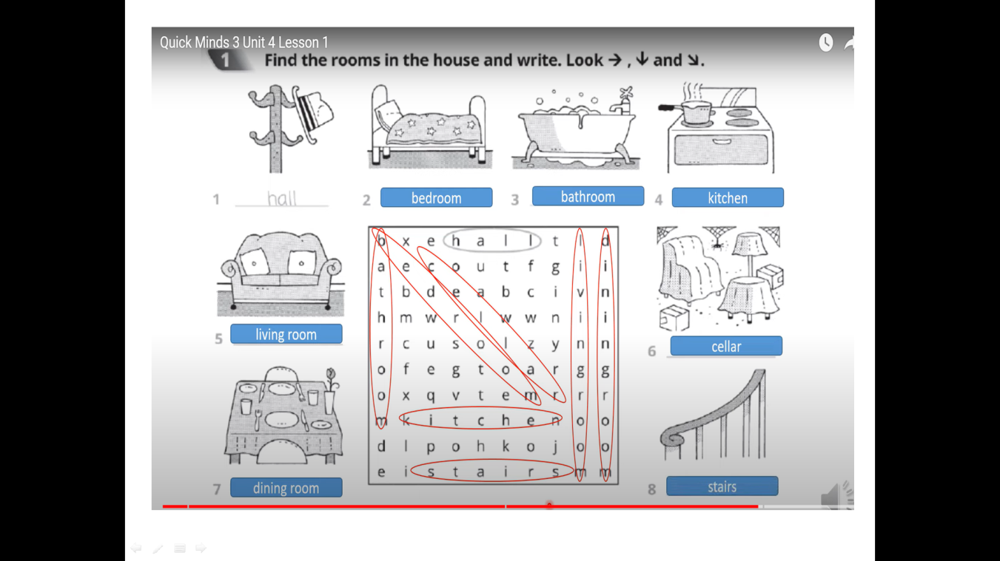 Quick Minds 3 Unit 4 Lesson 1
1 Find the rooms in the house and write. Look → , ↓ and ↘.
1 hall
2 bedroom
3 bathroom
4 kitchen
b x e h a l l t l d
a e c o u t f g i i
t b d e a b c i v n
h m w r l w w n i i
r c u s o l z y n n
o f e g t o a r g g
o x q v t e m r r r
m k i t c h e n o o
d l p o h k o j o o
e i s t a i r s m m
5 living room
6 cellar
7 dining room
8 stairs